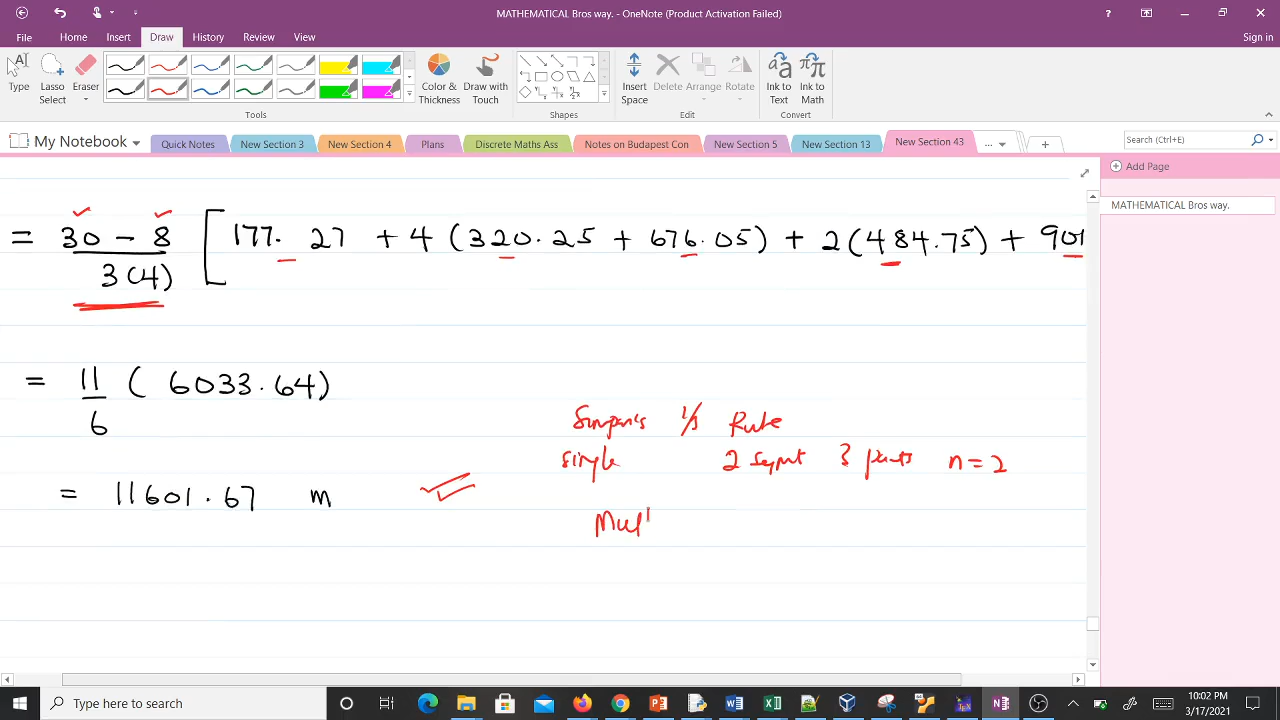 MATHEMATICAL Bros way. - OneNote (Product Activation Failed)
File Home Insert Draw History Review View Sign in
Type Lasso Select Eraser Color & Thickness Draw with Touch Insert Space Delete Arrange Rotate Ink to Text Ink to Math
Tools Shapes Edit Convert
My Notebook Quick Notes New Section 3 New Section 4 Plans Discrete Maths Ass Notes on Budapest Con New Section 5 New Section 13 New Section 43 ... Search (Ctrl+E)
Add Page
MATHEMATICAL Bros way.
= 30 - 8 [ 177.27 + 4 (320.25 + 676.05) + 2(484.75) + 901
3(4)
= 11 ( 6033.64)
6
Simpson's 1/3 Rule
Single 2 segment 3 points n = 2
= 11601.67 m
Mul
Type here to search
10:02 PM
3/17/2021